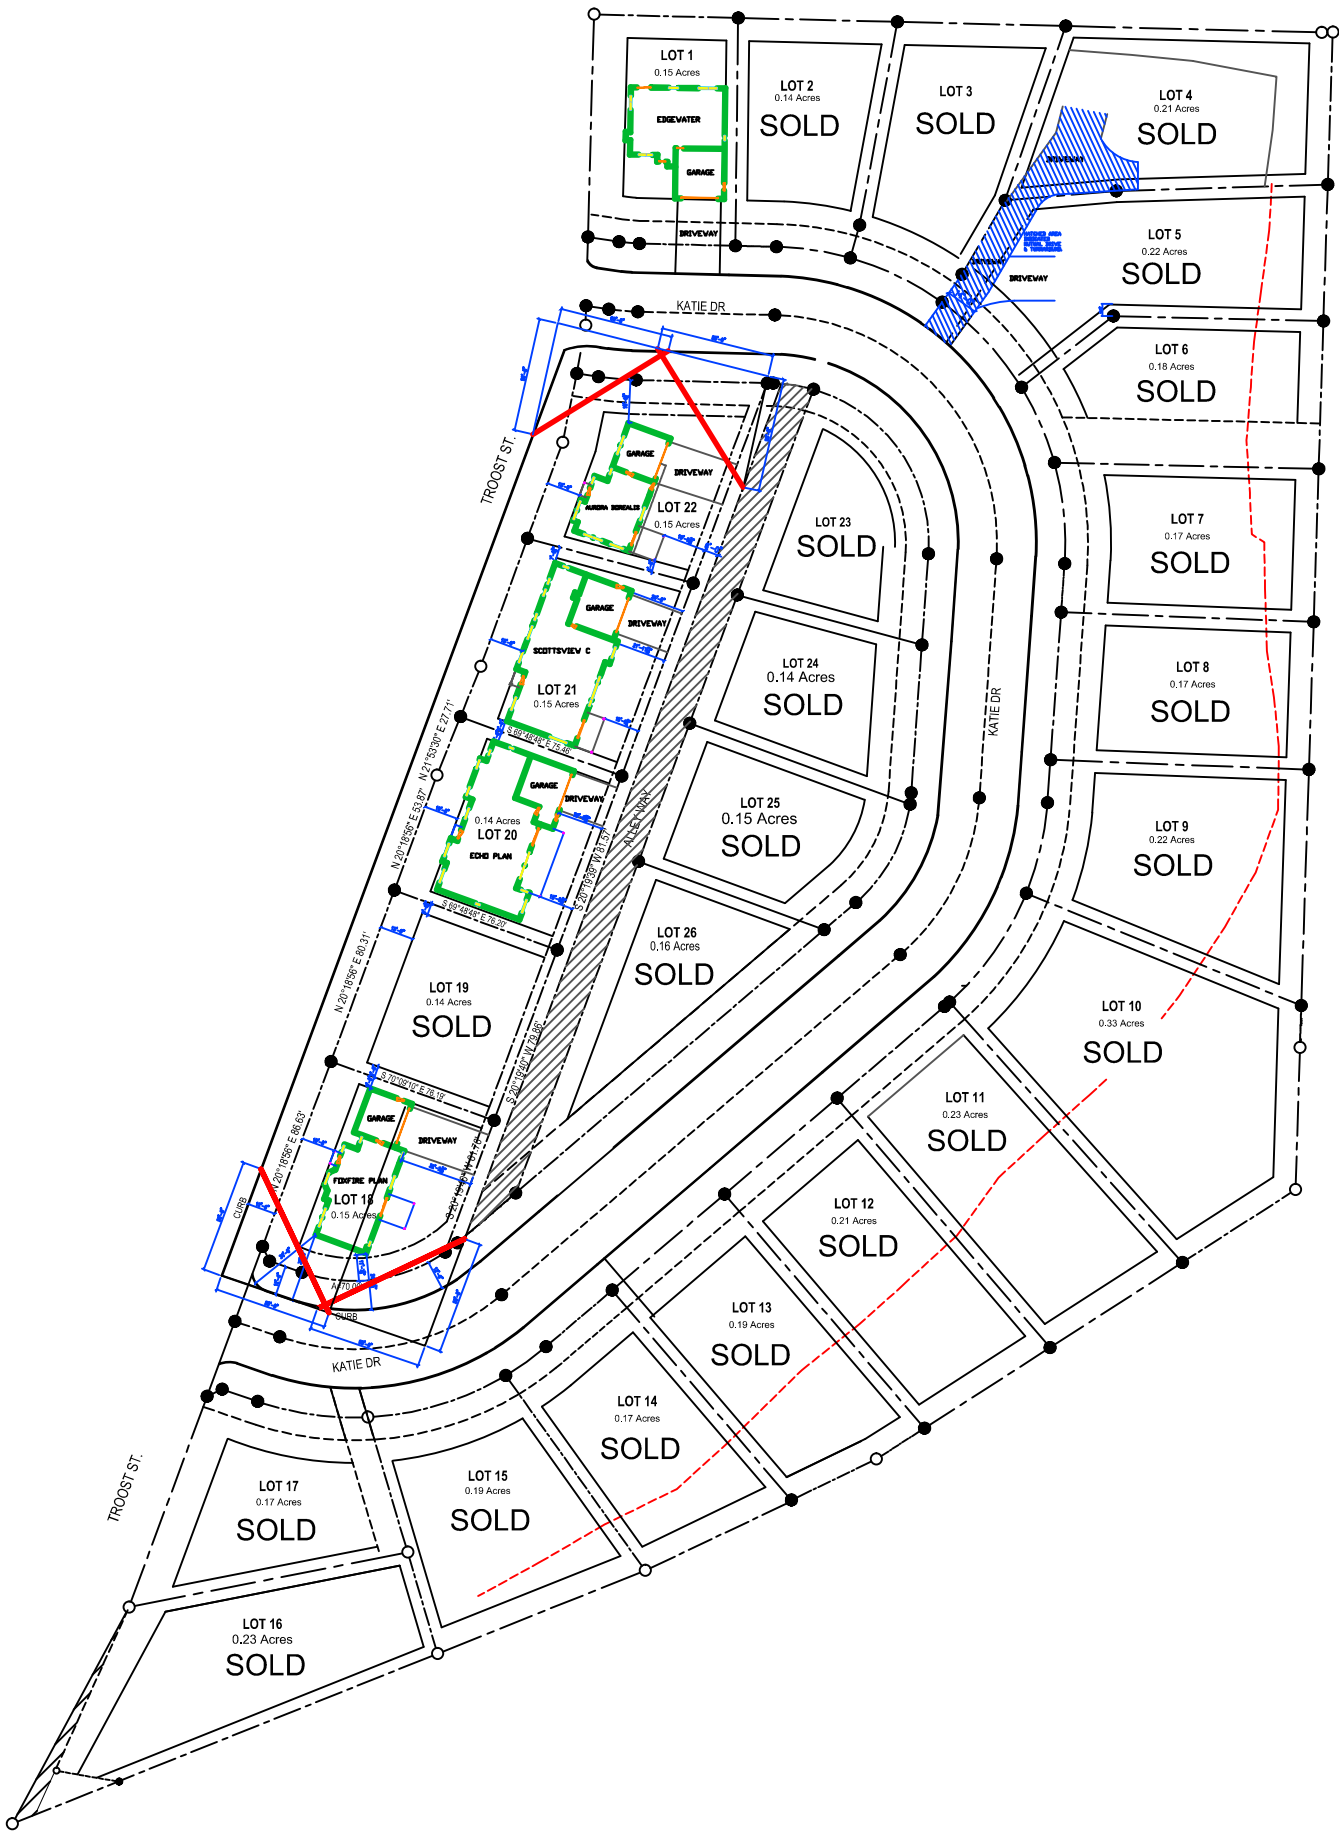 LOT 1
0.15 Acres
EDGEWATER
GARAGE
DRIVEWAY
LOT 2
0.14 Acres
SOLD
LOT 3
SOLD
LOT 4
0.21 Acres
SOLD
DRIVEWAY
LOT 5
0.22 Acres
SOLD
DRIVEWAY
DRIVEWAY
KATIE DR
LOT 6
0.18 Acres
SOLD
TROOST ST.
GARAGE
DRIVEWAY
AURORA BOREALIS
LOT 22
0.15 Acres
LOT 23
SOLD
LOT 7
0.17 Acres
SOLD
GARAGE
DRIVEWAY
SCOTTSVIEW C
LOT 21
0.15 Acres
LOT 24
0.14 Acres
SOLD
KATIE DR
LOT 8
0.17 Acres
SOLD
N 21°53'30" E 27.71'
S 69°48'48" E 75.46'
N 20°18'56" E 53.87'
GARAGE
DRIVEWAY
0.14 Acres
LOT 20
ECHO PLAN
ALLEY WAY
S 20°19'39" W 81.57'
LOT 25
0.15 Acres
SOLD
LOT 9
0.22 Acres
SOLD
S 69°48'48" E 76.20'
N 20°18'56" E 80.31'
LOT 26
0.16 Acres
SOLD
LOT 19
0.14 Acres
SOLD
S 20°19'40" W 79.86'
LOT 10
0.33 Acres
SOLD
S 70°09'10" E 76.19'
N 20°18'56" E 86.63'
GARAGE
DRIVEWAY
FOXFIRE PLAN
LOT 18
0.15 Acres
LOT 11
0.23 Acres
SOLD
CURB
CURB
LOT 12
0.21 Acres
SOLD
KATIE DR
LOT 13
0.19 Acres
SOLD
LOT 14
0.17 Acres
SOLD
TROOST ST.
LOT 17
0.17 Acres
SOLD
LOT 15
0.19 Acres
SOLD
LOT 16
0.23 Acres
SOLD